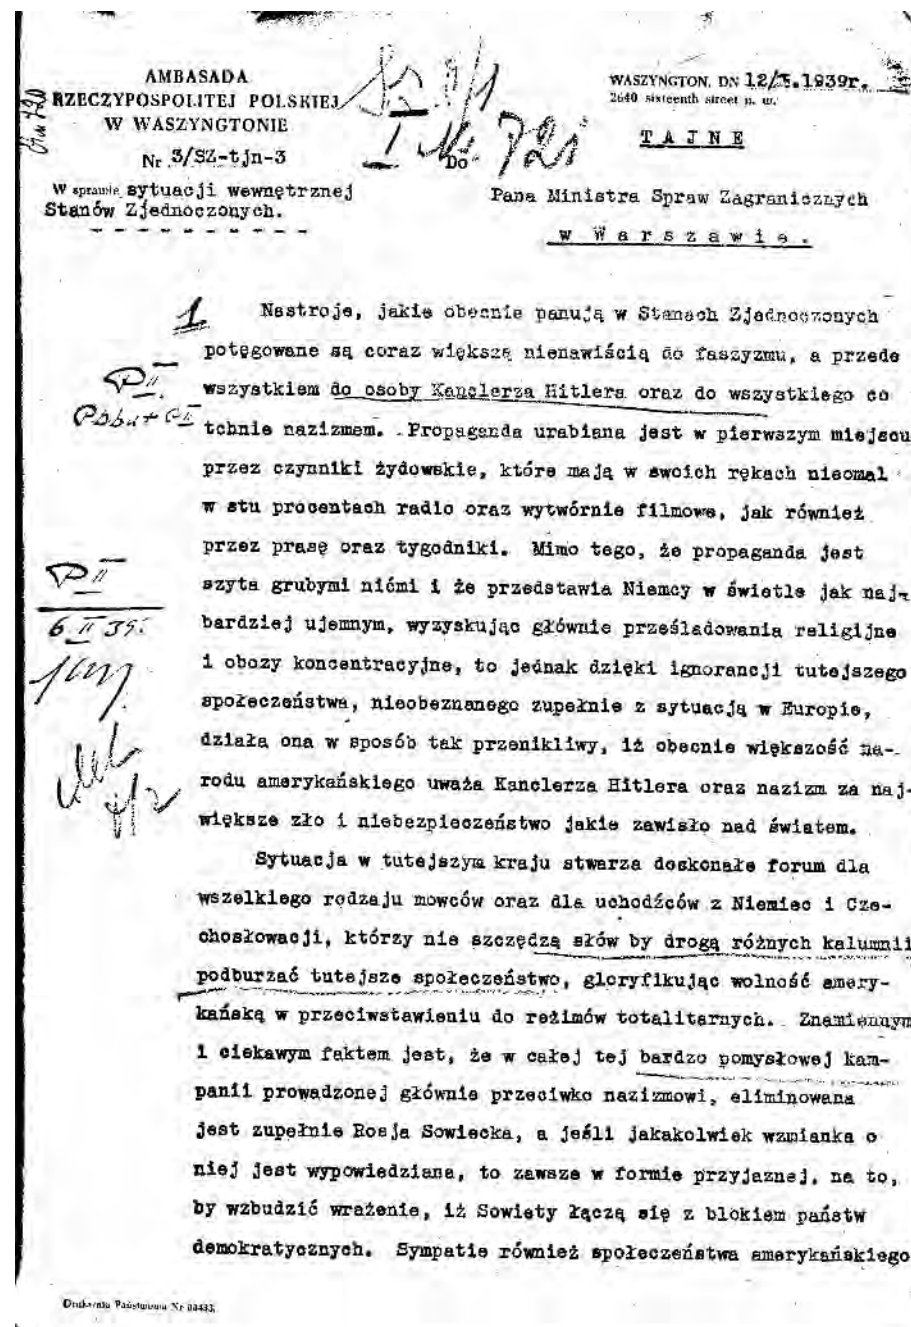 AMBASADA
RZECZYPOSPOLITEJ POLSKIEJ
W WASZYNGTONIE
Nr 3/SZ-tjn-3
W sprawie sytuacji wewnętrznej
Stanów Zjednoczonych.
WASZYNGTON, DN 12/I.1939r.
2640 sixteenth street n. w.
TAJNE
Do
Pana Ministra Spraw Zagranicznych
w Warszawie.
1
Nastroje, jakie obecnie panują w Stanach Zjednoczonych
potęgowane są coraz większą nienawiścią do faszyzmu, a przede
wszystkiem do osoby Kanclerza Hitlera oraz do wszystkiego co
tchnie nazizmem. Propaganda urabiana jest w pierwszym miejscu
przez czynniki żydowskie, które mają w swoich rękach nieomal
w stu procentach radio oraz wytwórnie filmowe, jak również
przez prasę oraz tygodniki. Mimo tego, że propaganda jest
szyta grubymi nićmi i że przedstawia Niemcy w świetle jak naj-
bardziej ujemnym, wyzyskując głównie prześladowania religijne
i obozy koncentracyjne, to jednak dzięki ignorancji tutejszego
społeczeństwa, nieobeznanego zupełnie z sytuacją w Europie,
działa ona w sposób tak przenikliwy, iż obecnie większość na-
rodu amerykańskiego uważa Kanclerza Hitlera oraz nazizm za naj-
większe zło i niebezpieczeństwo jakie zawisło nad światem.
Sytuacja w tutejszym kraju stwarza doskonałe forum dla
wszelkiego rodzaju mowców oraz dla uchodźców z Niemiec i Cze-
chosłowacji, którzy nie szczędzą słów by drogą różnych kalumnii
podburzać tutejsze społeczeństwo, gloryfikując wolność amery-
kańską w przeciwstawieniu do reżimów totalitarnych. Znamiennym
i ciekawym faktem jest, że w całej tej bardzo pomysłowej kam-
panii prowadzonej głównie przeciwko nazizmowi, eliminowana
jest zupełnie Rosja Sowiecka, a jeśli jakakolwiek wzmianka o
niej jest wypowiedziana, to zawsze w formie przyjaznej, na to,
by wzbudzić wrażenie, iż Sowiety łączą się z blokiem państw
demokratycznych. Sympatie również społeczeństwa amerykańskiego
P II
P II
6 II 39